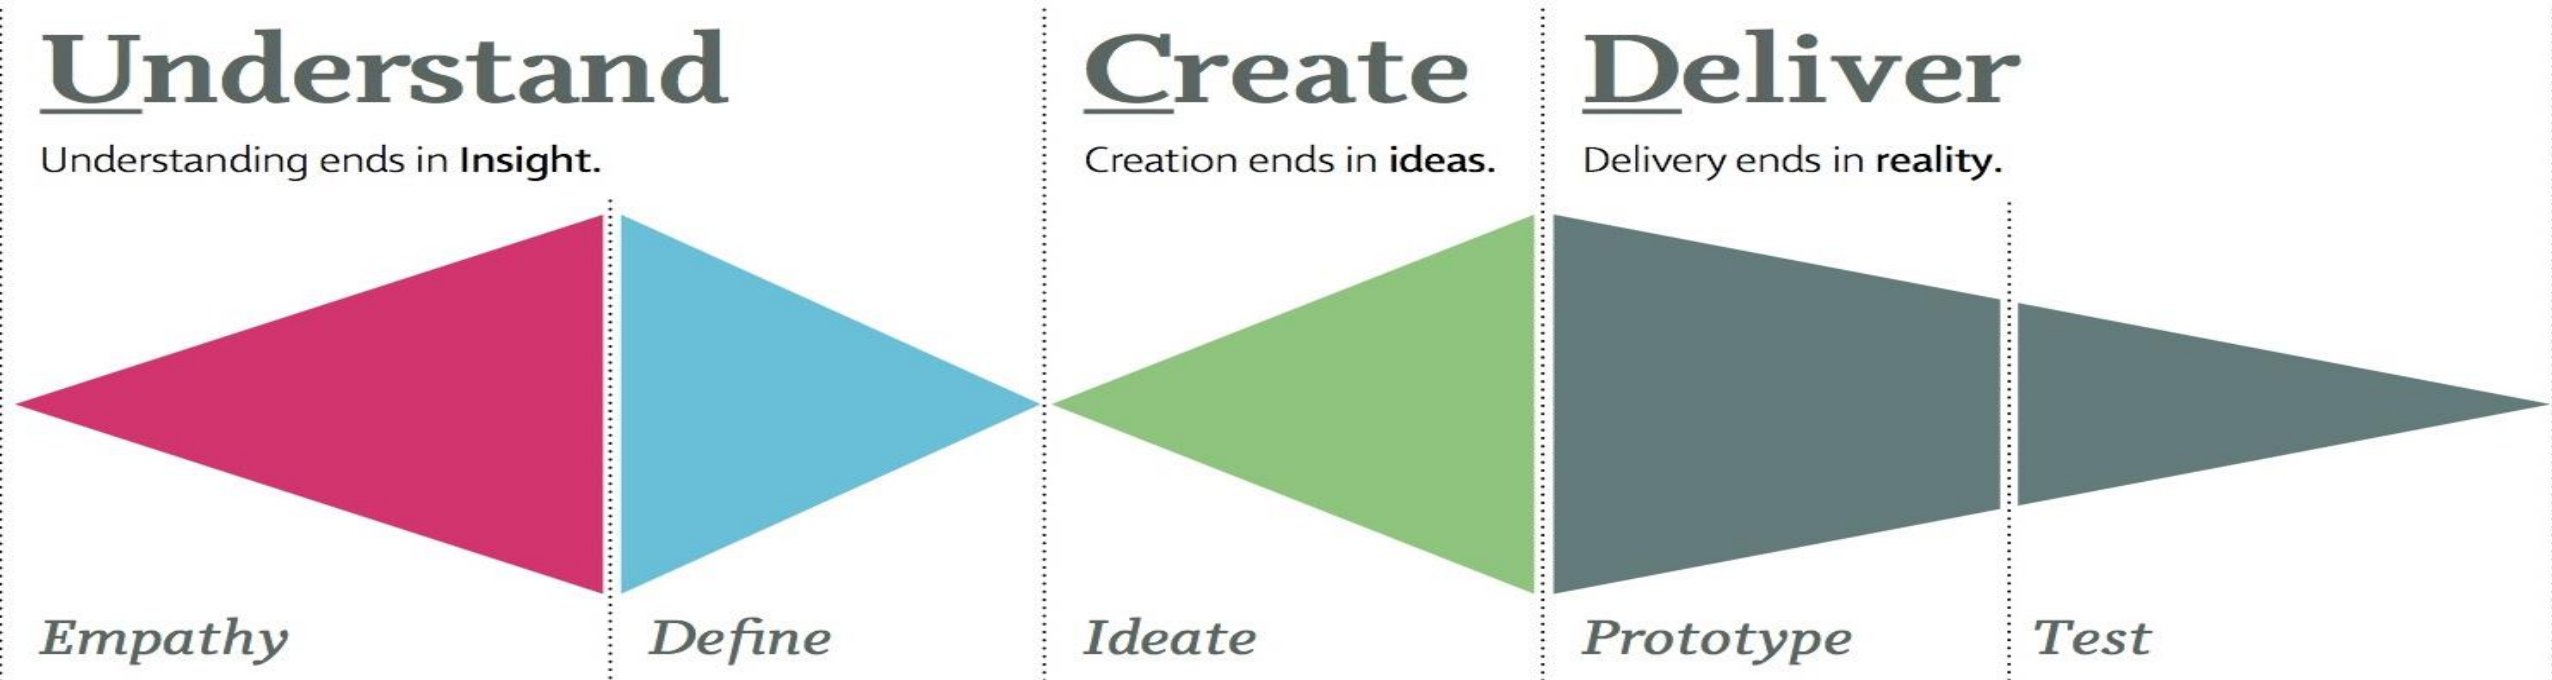 Understand
Create
Deliver
Understanding ends in Insight.
Creation ends in ideas.
Delivery ends in reality.
Empathy
Define
Ideate
Prototype
Test